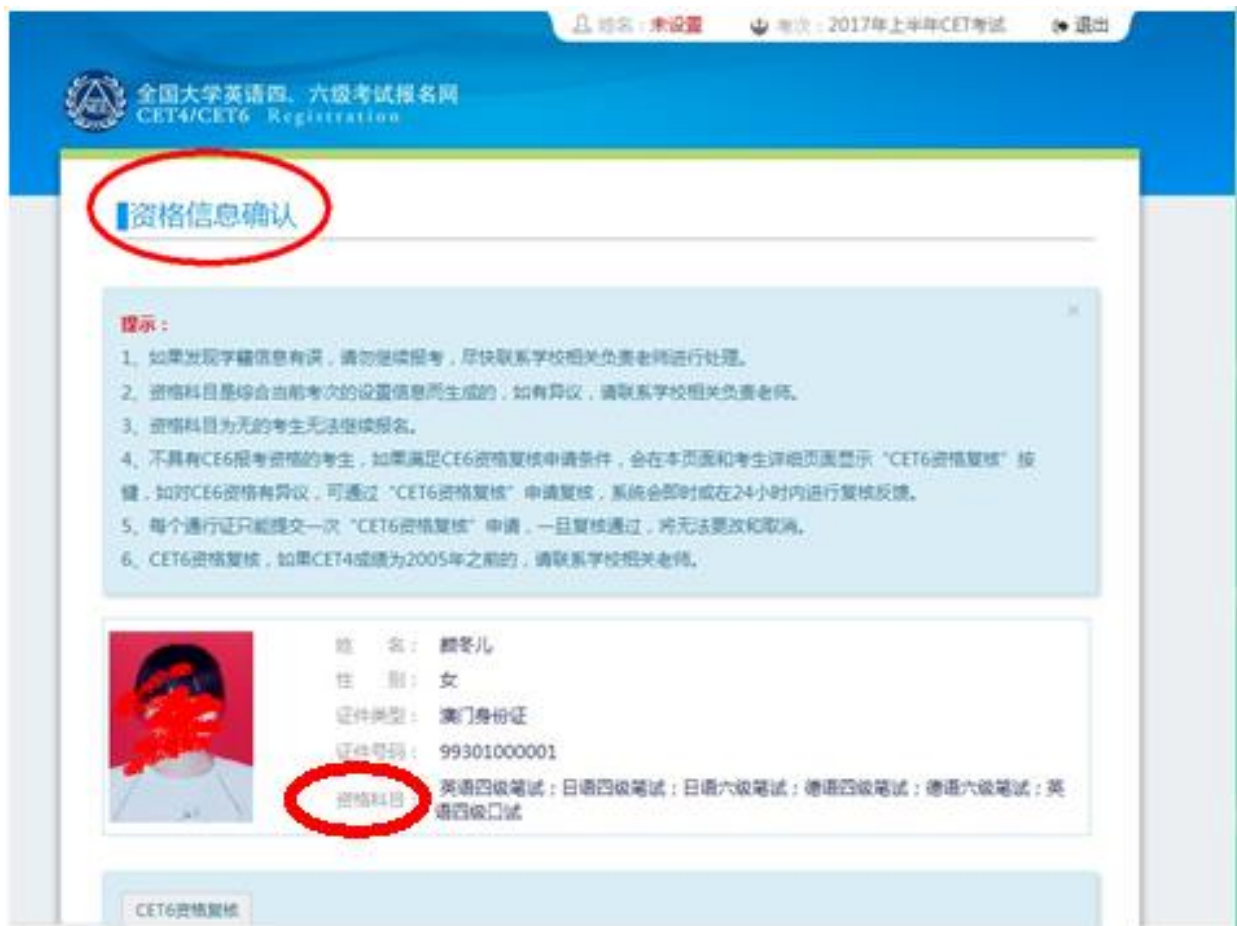 姓名：未设置 考次：2017年上半年CET考试 退出
全国大学英语四、六级考试报名网
CET4/CET6 Registration
资格信息确认
提示：
1、如果发现学籍信息有误，请勿继续报考，尽快联系学校相关负责老师进行处理。
2、资格科目是综合当前考次的设置信息而生成的，如有异议，请联系学校相关负责老师。
3、资格科目为无的考生无法继续报名。
4、不具有CE6报考资格的考生，如果满足CE6资格复核申请条件，会在本页面和考生详细页面显示“CET6资格复核”按
键，如对CE6资格有异议，可通过“CET6资格复核”申请复核，系统会即时或在24小时内进行复核反馈。
5、每个通行证只能提交一次“CET6资格复核”申请，一旦复核通过，将无法更改和取消。
6、CET6资格复核，如果CET4成绩为2005年之前的，请联系学校相关老师。
姓 名： 颜冬儿
性 别： 女
证件类型： 澳门身份证
证件号码： 99301000001
资格科目： 英语四级笔试；日语四级笔试；日语六级笔试；德语四级笔试；德语六级笔试；英
语四级口试
CET6资格复核